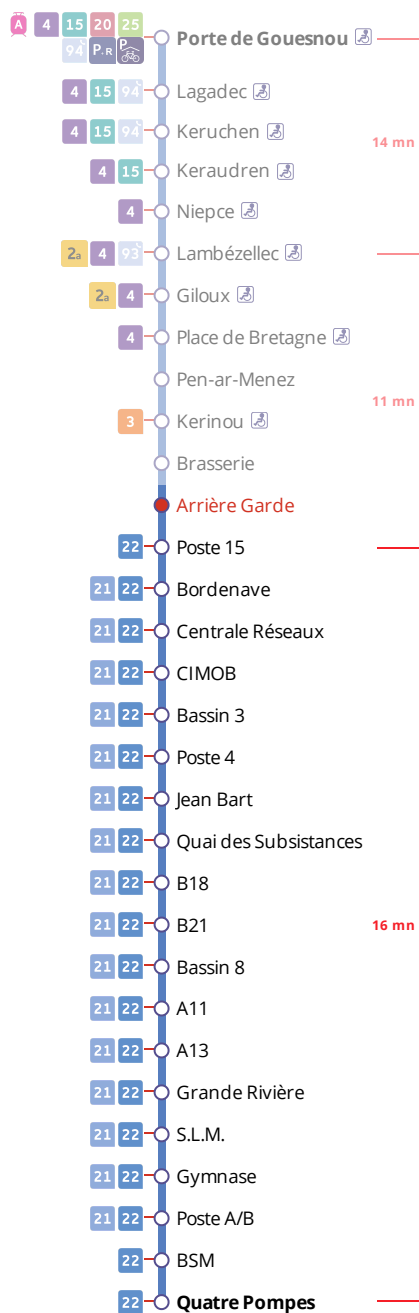 A 4 15 20 25
94 P+R P
Porte de Gouesnou
4 15 94 Lagadec
4 15 94 Keruchen
14 mn
4 15 Keraudren
4 Niepce
2a 4 93 Lambézellec
2a 4 Giloux
4 Place de Bretagne
Pen-ar-Menez
11 mn
3 Kerinou
Brasserie
Arrière Garde
22 Poste 15
21 22 Bordenave
21 22 Centrale Réseaux
21 22 CIMOB
21 22 Bassin 3
21 22 Poste 4
21 22 Jean Bart
21 22 Quai des Subsistances
21 22 B18
21 22 B21
16 mn
21 22 Bassin 8
21 22 A11
21 22 A13
21 22 Grande Rivière
21 22 S.L.M.
21 22 Gymnase
21 22 Poste A/B
22 BSM
22 Quatre Pompes